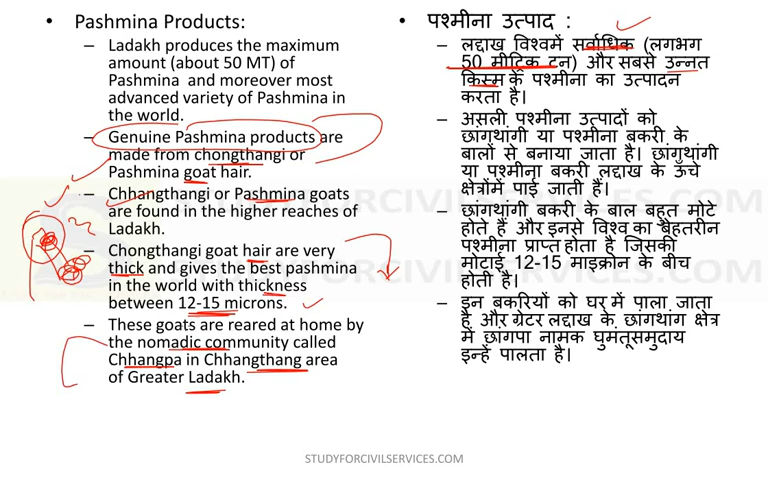 • Pashmina Products:
– Ladakh produces the maximum
amount (about 50 MT) of
Pashmina and moreover most
advanced variety of Pashmina in
the world.
– Genuine Pashmina products are
made from chongthangi or
Pashmina goat hair.
– Chhangthangi or Pashmina goats
are found in the higher reaches of
Ladakh.
– Chongthangi goat hair are very
thick and gives the best pashmina
in the world with thickness
between 12-15 microns.
– These goats are reared at home by
the nomadic community called
Chhangpa in Chhangthang area
of Greater Ladakh.
• पश्मीना उत्पाद :
– लद्दाख विश्वमें सर्वाधिक (लगभग
50 मीट्रिक टन) और सबसे उन्नत
किस्म के पश्मीना का उत्पादन
करता है।
– असली पश्मीना उत्पादों को
छांगथांगी या पश्मीना बकरी के
बालों से बनाया जाता है। छांगथांगी
या पश्मीना बकरी लद्दाख के ऊँचे
क्षेत्रोंमें पाई जाती हैं।
– छांगथांगी बकरी के बाल बहुत मोटे
होते हैं और इनसे विश्व का बेहतरीन
पश्मीना प्राप्त होता है जिसकी
मोटाई 12-15 माइक्रोन के बीच
होती है।
– इन बकरियों को घर में पाला जाता
है और ग्रेटर लद्दाख के छांगथांग क्षेत्र
में छांगपा नामक घुमंतूसमुदाय
इन्हें पालता है।
STUDYFORCIVILSERVICES.COM